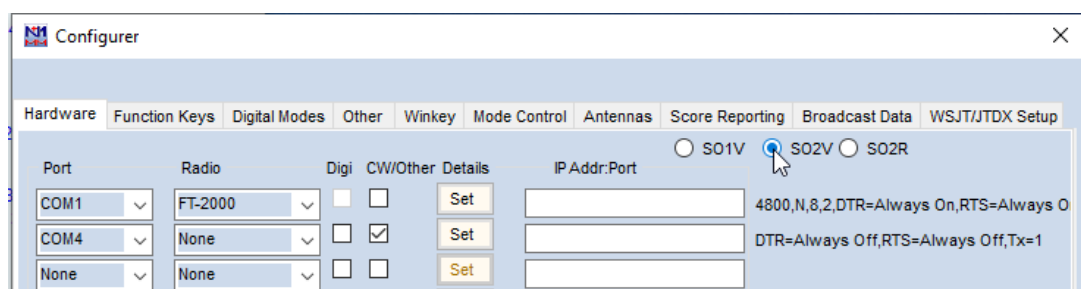 N1
MM
Configurer
Hardware Function Keys Digital Modes Other Winkey Mode Control Antennas Score Reporting Broadcast Data WSJT/JTDX Setup
SO1V SO2V SO2R
Port Radio Digi CW/Other Details IP Addr:Port
COM1 FT-2000 Set 4800,N,8,2,DTR=Always On,RTS=Always O
COM4 None Set DTR=Always Off,RTS=Always Off,Tx=1
None None Set